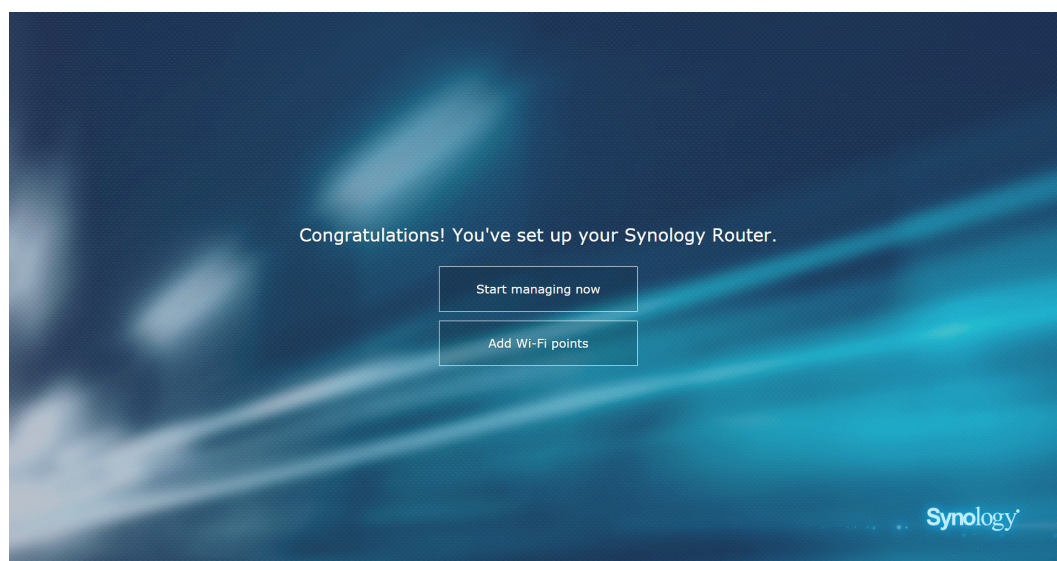 Congratulations! You've set up your Synology Router.
Start managing now
Add Wi-Fi points
Synology